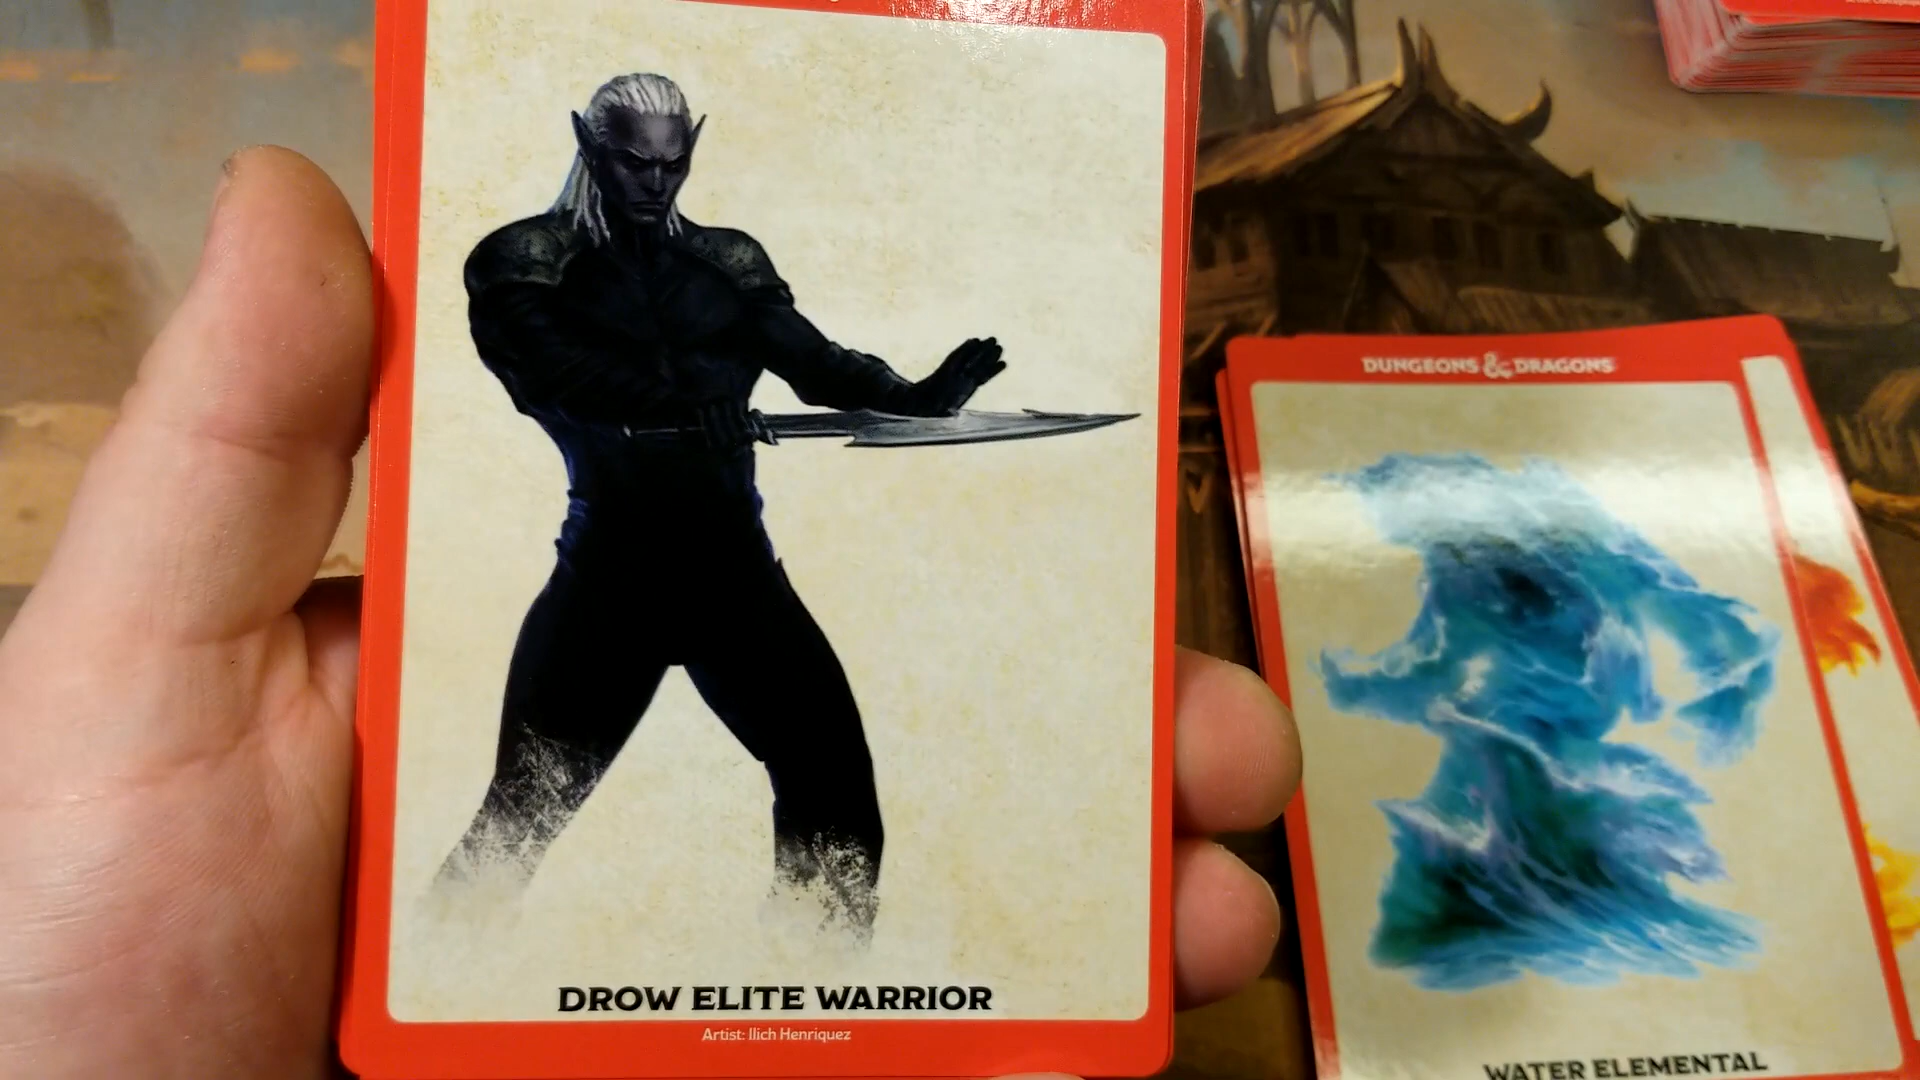 DROW ELITE WARRIOR
Artist: Ilich Henriquez
DUNGEONS & DRAGONS
WATER ELEMENTAL